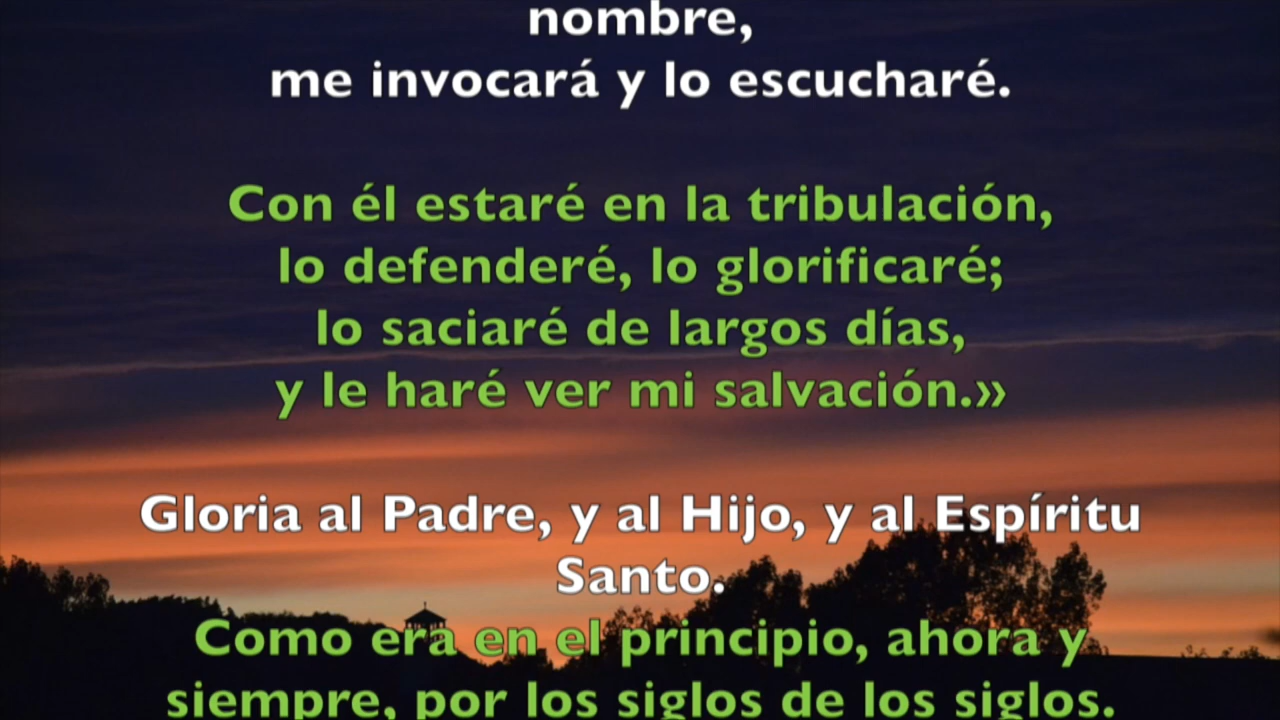 nombre,
me invocará y lo escucharé.
Con él estaré en la tribulación,
lo defenderé, lo glorificaré;
lo saciaré de largos días,
y le haré ver mi salvación.»
Gloria al Padre, y al Hijo, y al Espíritu
Santo.
Como era en el principio, ahora y
siempre, por los siglos de los siglos.